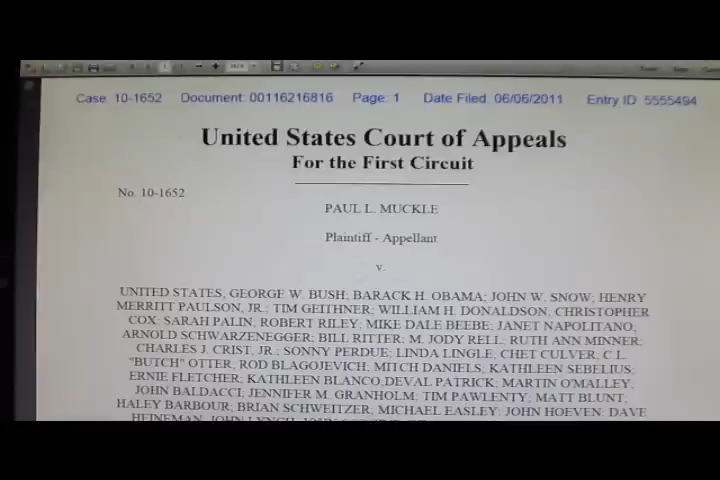 Case: 10-1652 Document: 00116216816 Page: 1 Date Filed: 06/06/2011 Entry ID: 5555494
United States Court of Appeals
For the First Circuit
No. 10-1652
PAUL L. MUCKLE
Plaintiff - Appellant
v.
UNITED STATES; GEORGE W. BUSH; BARACK H. OBAMA; JOHN W. SNOW; HENRY
MERRITT PAULSON, JR.; TIM GEITHNER; WILLIAM H. DONALDSON; CHRISTOPHER
COX; SARAH PALIN, ROBERT RILEY; MIKE DALE BEEBE; JANET NAPOLITANO;
ARNOLD SCHWARZENEGGER; BILL RITTER; M. JODY RELL; RUTH ANN MINNER;
CHARLES J. CRIST, JR., SONNY PERDUE; LINDA LINGLE, CHET CULVER; C.L.
"BUTCH" OTTER, ROD BLAGOJEVICH; MITCH DANIELS, KATHLEEN SEBELIUS;
ERNIE FLETCHER; KATHLEEN BLANCO,DEVAL PATRICK; MARTIN O'MALLEY,
JOHN BALDACCI; JENNIFER M. GRANHOLM; TIM PAWLENTY, MATT BLUNT,
HALEY BARBOUR; BRIAN SCHWEITZER; MICHAEL EASLEY; JOHN HOEVEN; DAVE
HEINEMAN, JOHN LYNCH,